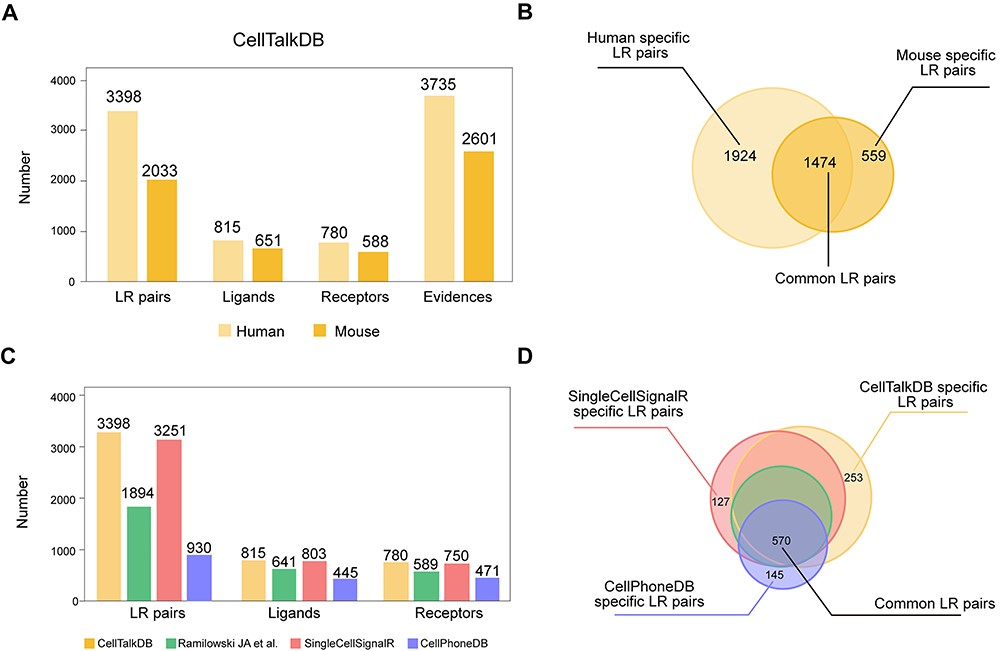 A
CellTalkDB
Number
4000
3000
2000
1000
0
3398
2033
815
651
780
588
3735
2601
LR pairs
Ligands
Receptors
Evidences
Human
Mouse
B
Human specific
LR pairs
Mouse specific
LR pairs
1924
1474
559
Common LR pairs
C
Number
4000
3000
2000
1000
0
3398
1894
3251
930
815
641
803
445
780
589
750
471
LR pairs
Ligands
Receptors
CellTalkDB
Ramilowski JA et al.
SingleCellSignalR
CellPhoneDB
D
SingleCellSignalR
specific LR pairs
CellTalkDB specific
LR pairs
253
127
570
145
CellPhoneDB
specific LR pairs
Common LR pairs